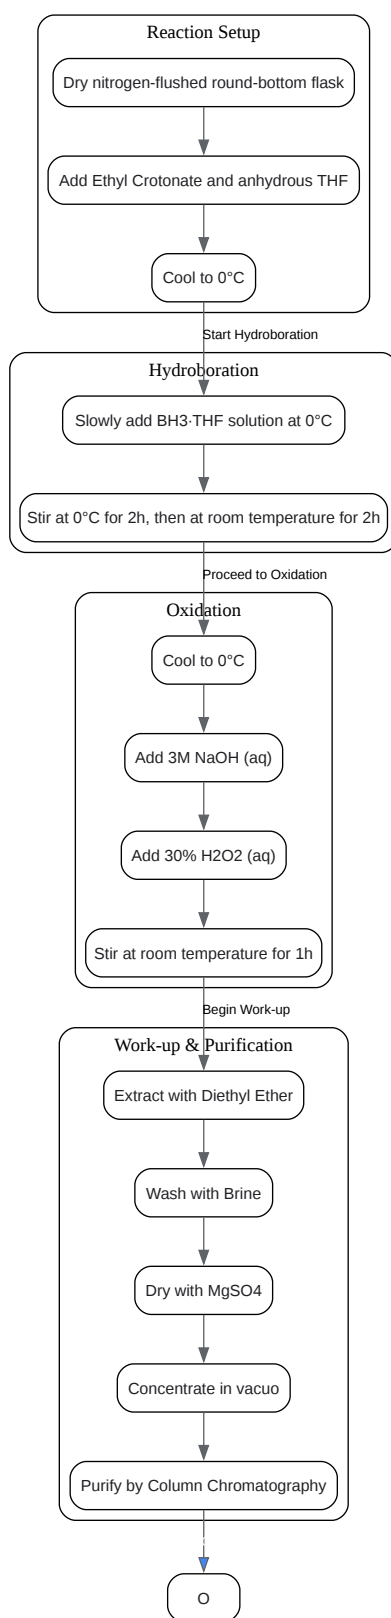 Reaction Setup
Dry nitrogen-flushed round-bottom flask
Add Ethyl Crotonate and anhydrous THF
Cool to 0°C
Start Hydroboration
Hydroboration
Slowly add BH3·THF solution at 0°C
Stir at 0°C for 2h, then at room temperature for 2h
Proceed to Oxidation
Oxidation
Cool to 0°C
Add 3M NaOH (aq)
Add 30% H2O2 (aq)
Stir at room temperature for 1h
Begin Work-up
Work-up & Purification
Extract with Diethyl Ether
Wash with Brine
Dry with MgSO4
Concentrate in vacuo
Purify by Column Chromatography
O